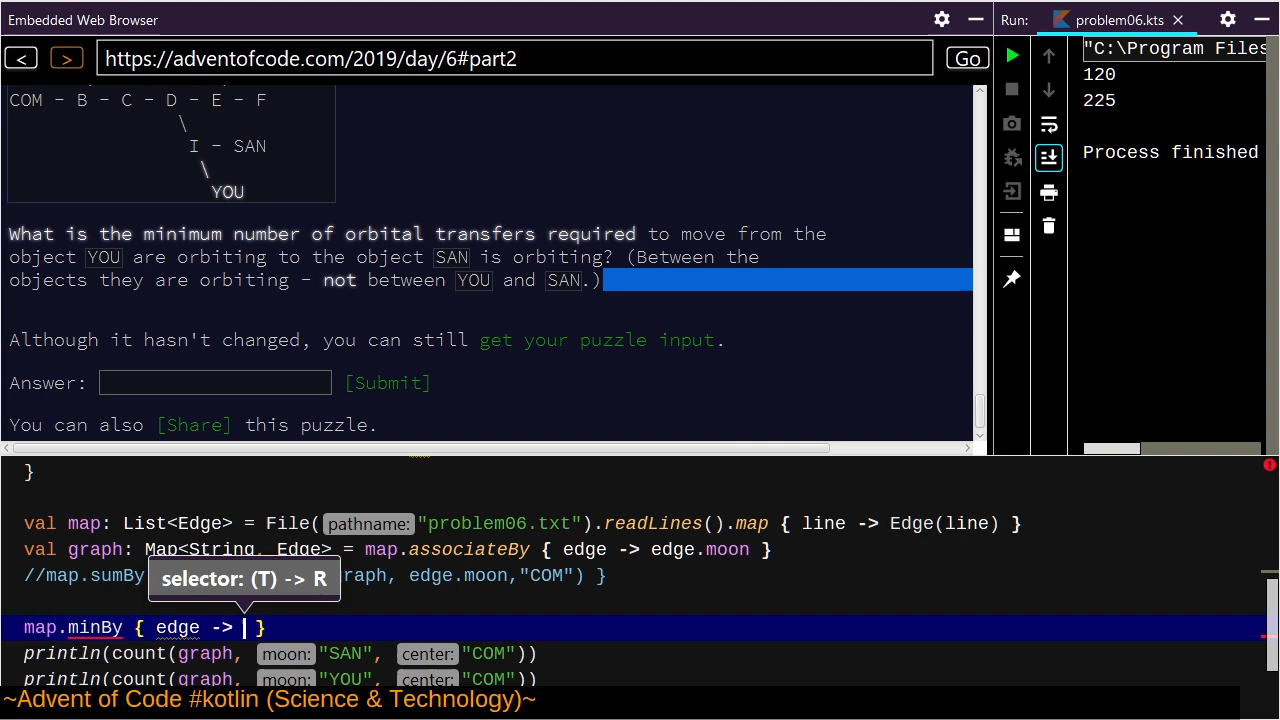 Embedded Web Browser
< > https://adventofcode.com/2019/day/6#part2 Go
COM - B - C - D - E - F
\
I - SAN
\
YOU
What is the minimum number of orbital transfers required to move from the
object YOU are orbiting to the object SAN is orbiting? (Between the
objects they are orbiting - not between YOU and SAN.)
Although it hasn't changed, you can still get your puzzle input.
Answer: [Submit]
You can also [Share] this puzzle.
Run: problem06.kts
"C:\Program Files
120
225
Process finished
}
val map: List<Edge> = File( pathname: "problem06.txt").readLines().map { line -> Edge(line) }
val graph: Map<String, Edge> = map.associateBy { edge -> edge.moon }
//map.sumBy raph, edge.moon,"COM") }
selector: (T) -> R
map.minBy { edge -> }
println(count(graph, moon: "SAN", center: "COM"))
println(count(graph, moon: "YOU", center: "COM"))
~Advent of Code #kotlin (Science & Technology)~